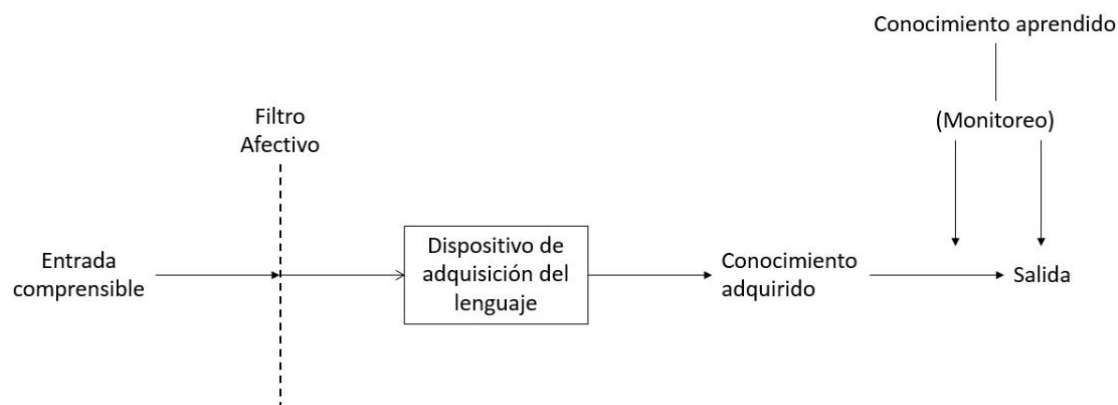 Conocimiento aprendido
(Monitoreo)
Filtro
Afectivo
Entrada
comprensible
Dispositivo de
adquisición del
lenguaje
Conocimiento
adquirido
Salida